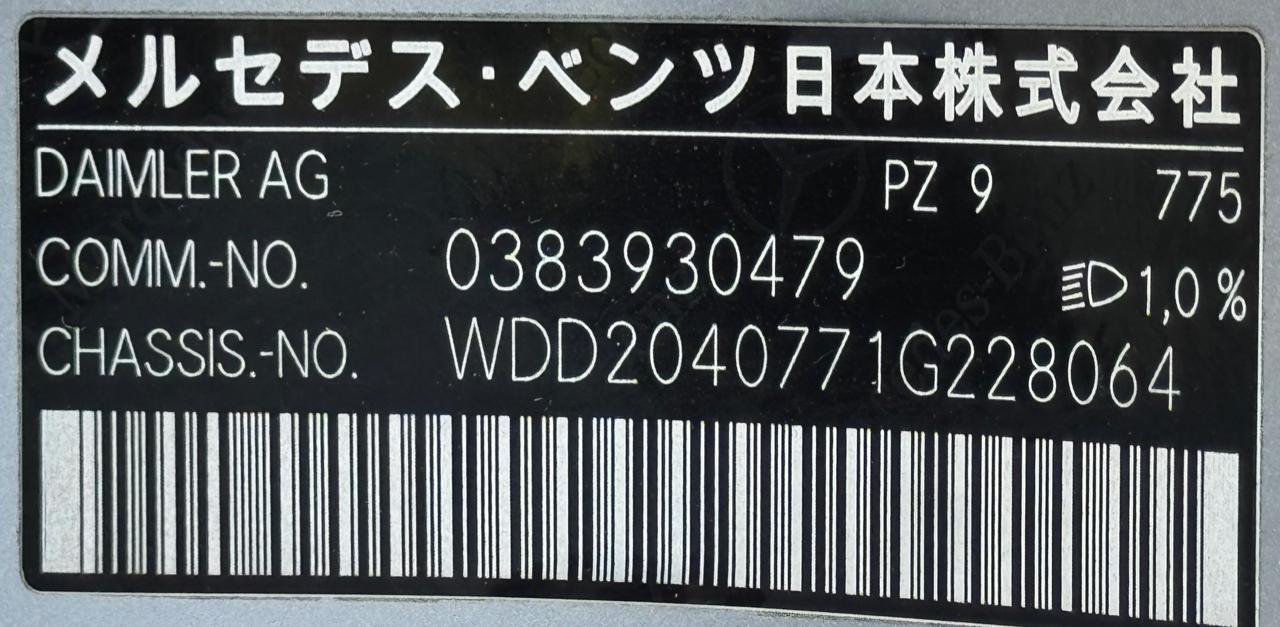 メルセデス・ベンツ日本株式会社
DAIMLER AG PZ 9 775
COMM.-NO. 0383930479 1,0 %
CHASSIS.-NO. WDD2040771G228064